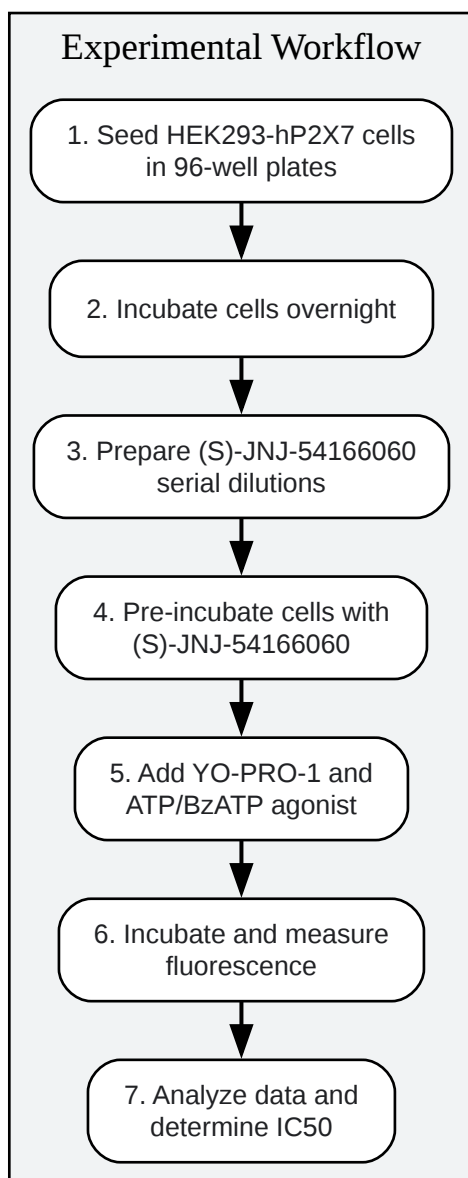 Experimental Workflow
1. Seed HEK293-hP2X7 cells
in 96-well plates
2. Incubate cells overnight
3. Prepare (S)-JNJ-54166060
serial dilutions
4. Pre-incubate cells with
(S)-JNJ-54166060
5. Add YO-PRO-1 and
ATP/BzATP agonist
6. Incubate and measure
fluorescence
7. Analyze data and
determine IC50